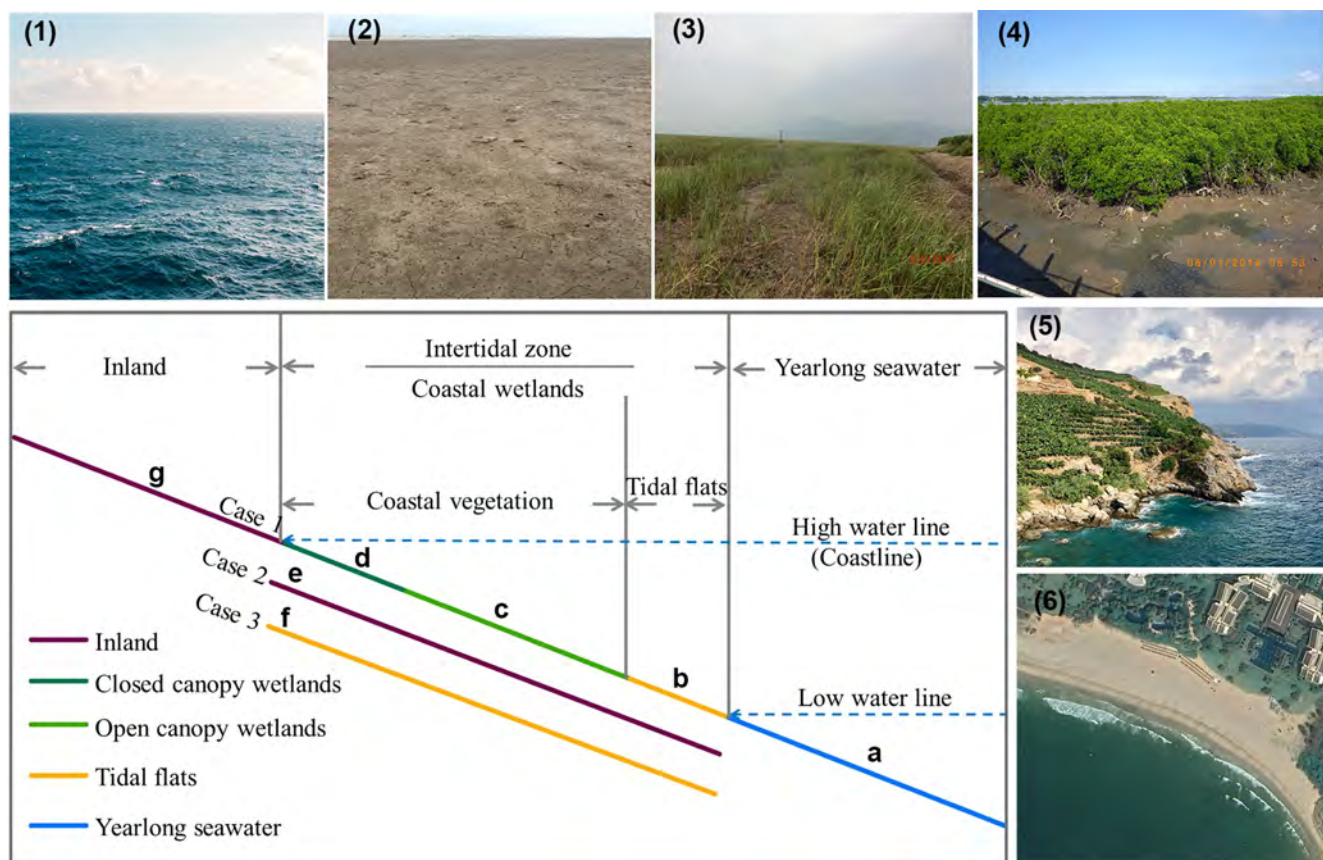 (1)
(2)
(3)
(4)
06/01/2014 06 53
Inland
Intertidal zone
Coastal wetlands
Yearlong seawater
(5)
g
Coastal vegetation
Tidal flats
Case 1
High water line
(Coastline)
d
Case 2
e
c
(6)
Case 3
f
b
Inland
Closed canopy wetlands
Open canopy wetlands
Low water line
a
Tidal flats
Yearlong seawater